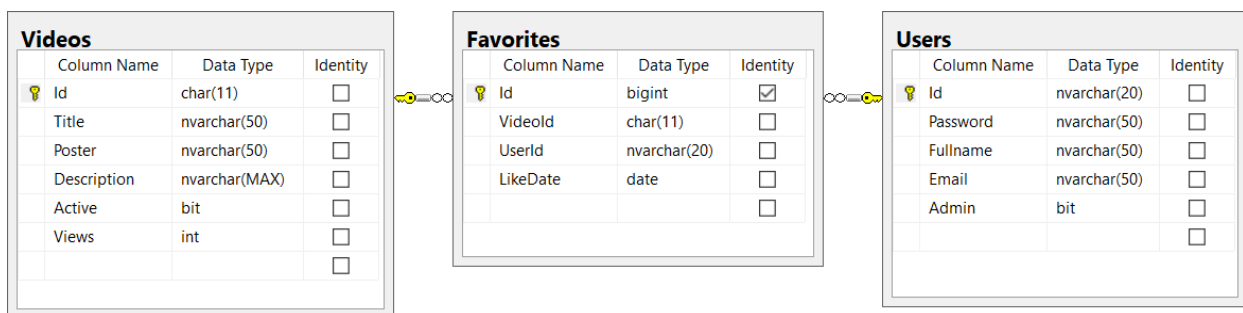 Videos
Column Name Data Type Identity
Id char(11)
Title nvarchar(50)
Poster nvarchar(50)
Description nvarchar(MAX)
Active bit
Views int
Favorites
Column Name Data Type Identity
Id bigint
VideoId char(11)
UserId nvarchar(20)
LikeDate date
Users
Column Name Data Type Identity
Id nvarchar(20)
Password nvarchar(50)
Fullname nvarchar(50)
Email nvarchar(50)
Admin bit